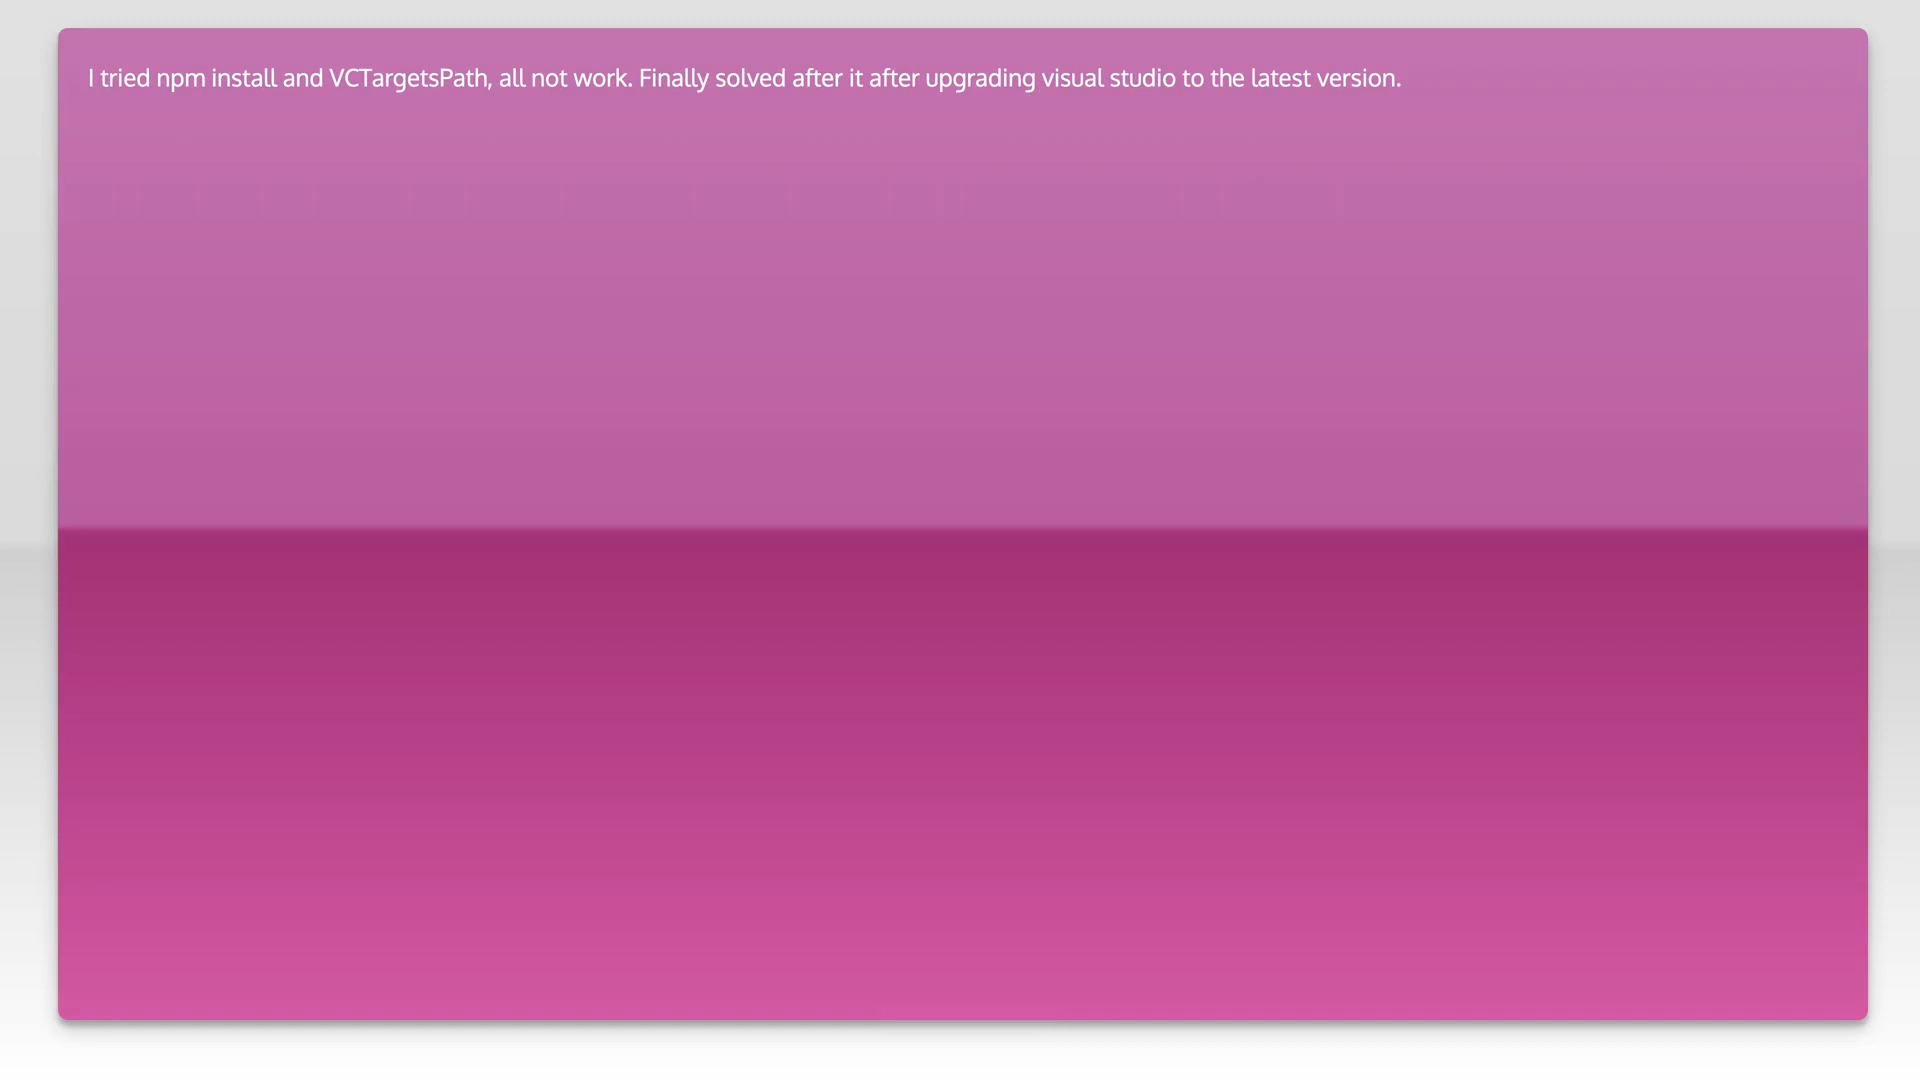 I tried npm install and VCTargetsPath, all not work. Finally solved after it after upgrading visual studio to the latest version.